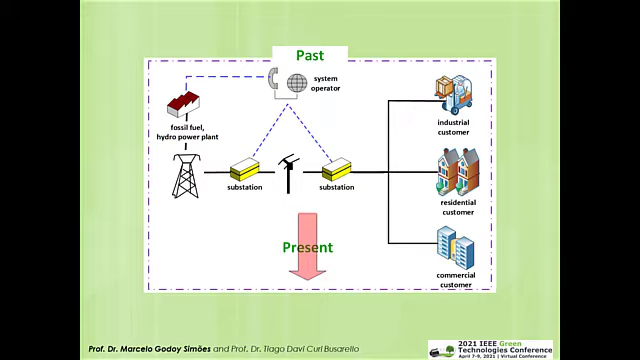 Past
system
operator
fossil fuel,
hydro power plant
industrial
customer
substation
substation
residential
customer
Present
commercial
customer
Prof. Dr. Marcelo Godoy Simões and Prof. Dr. Tiago Davi Curi Busarello
2021 IEEE Green
Technologies Conference
April 7-9, 2021 | Virtual Conference